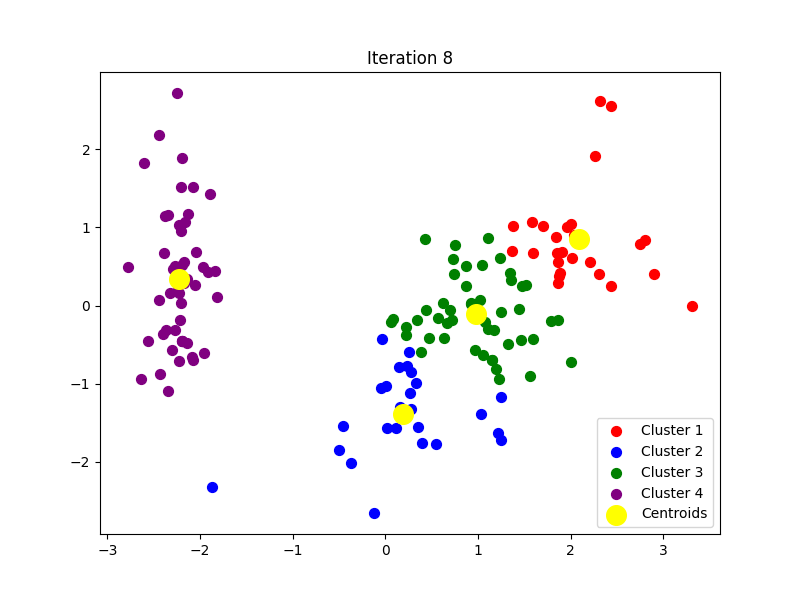 Iteration 8
2
1
0
−1
−2
−3
−2
−1
0
1
2
3
Cluster 1
Cluster 2
Cluster 3
Cluster 4
Centroids